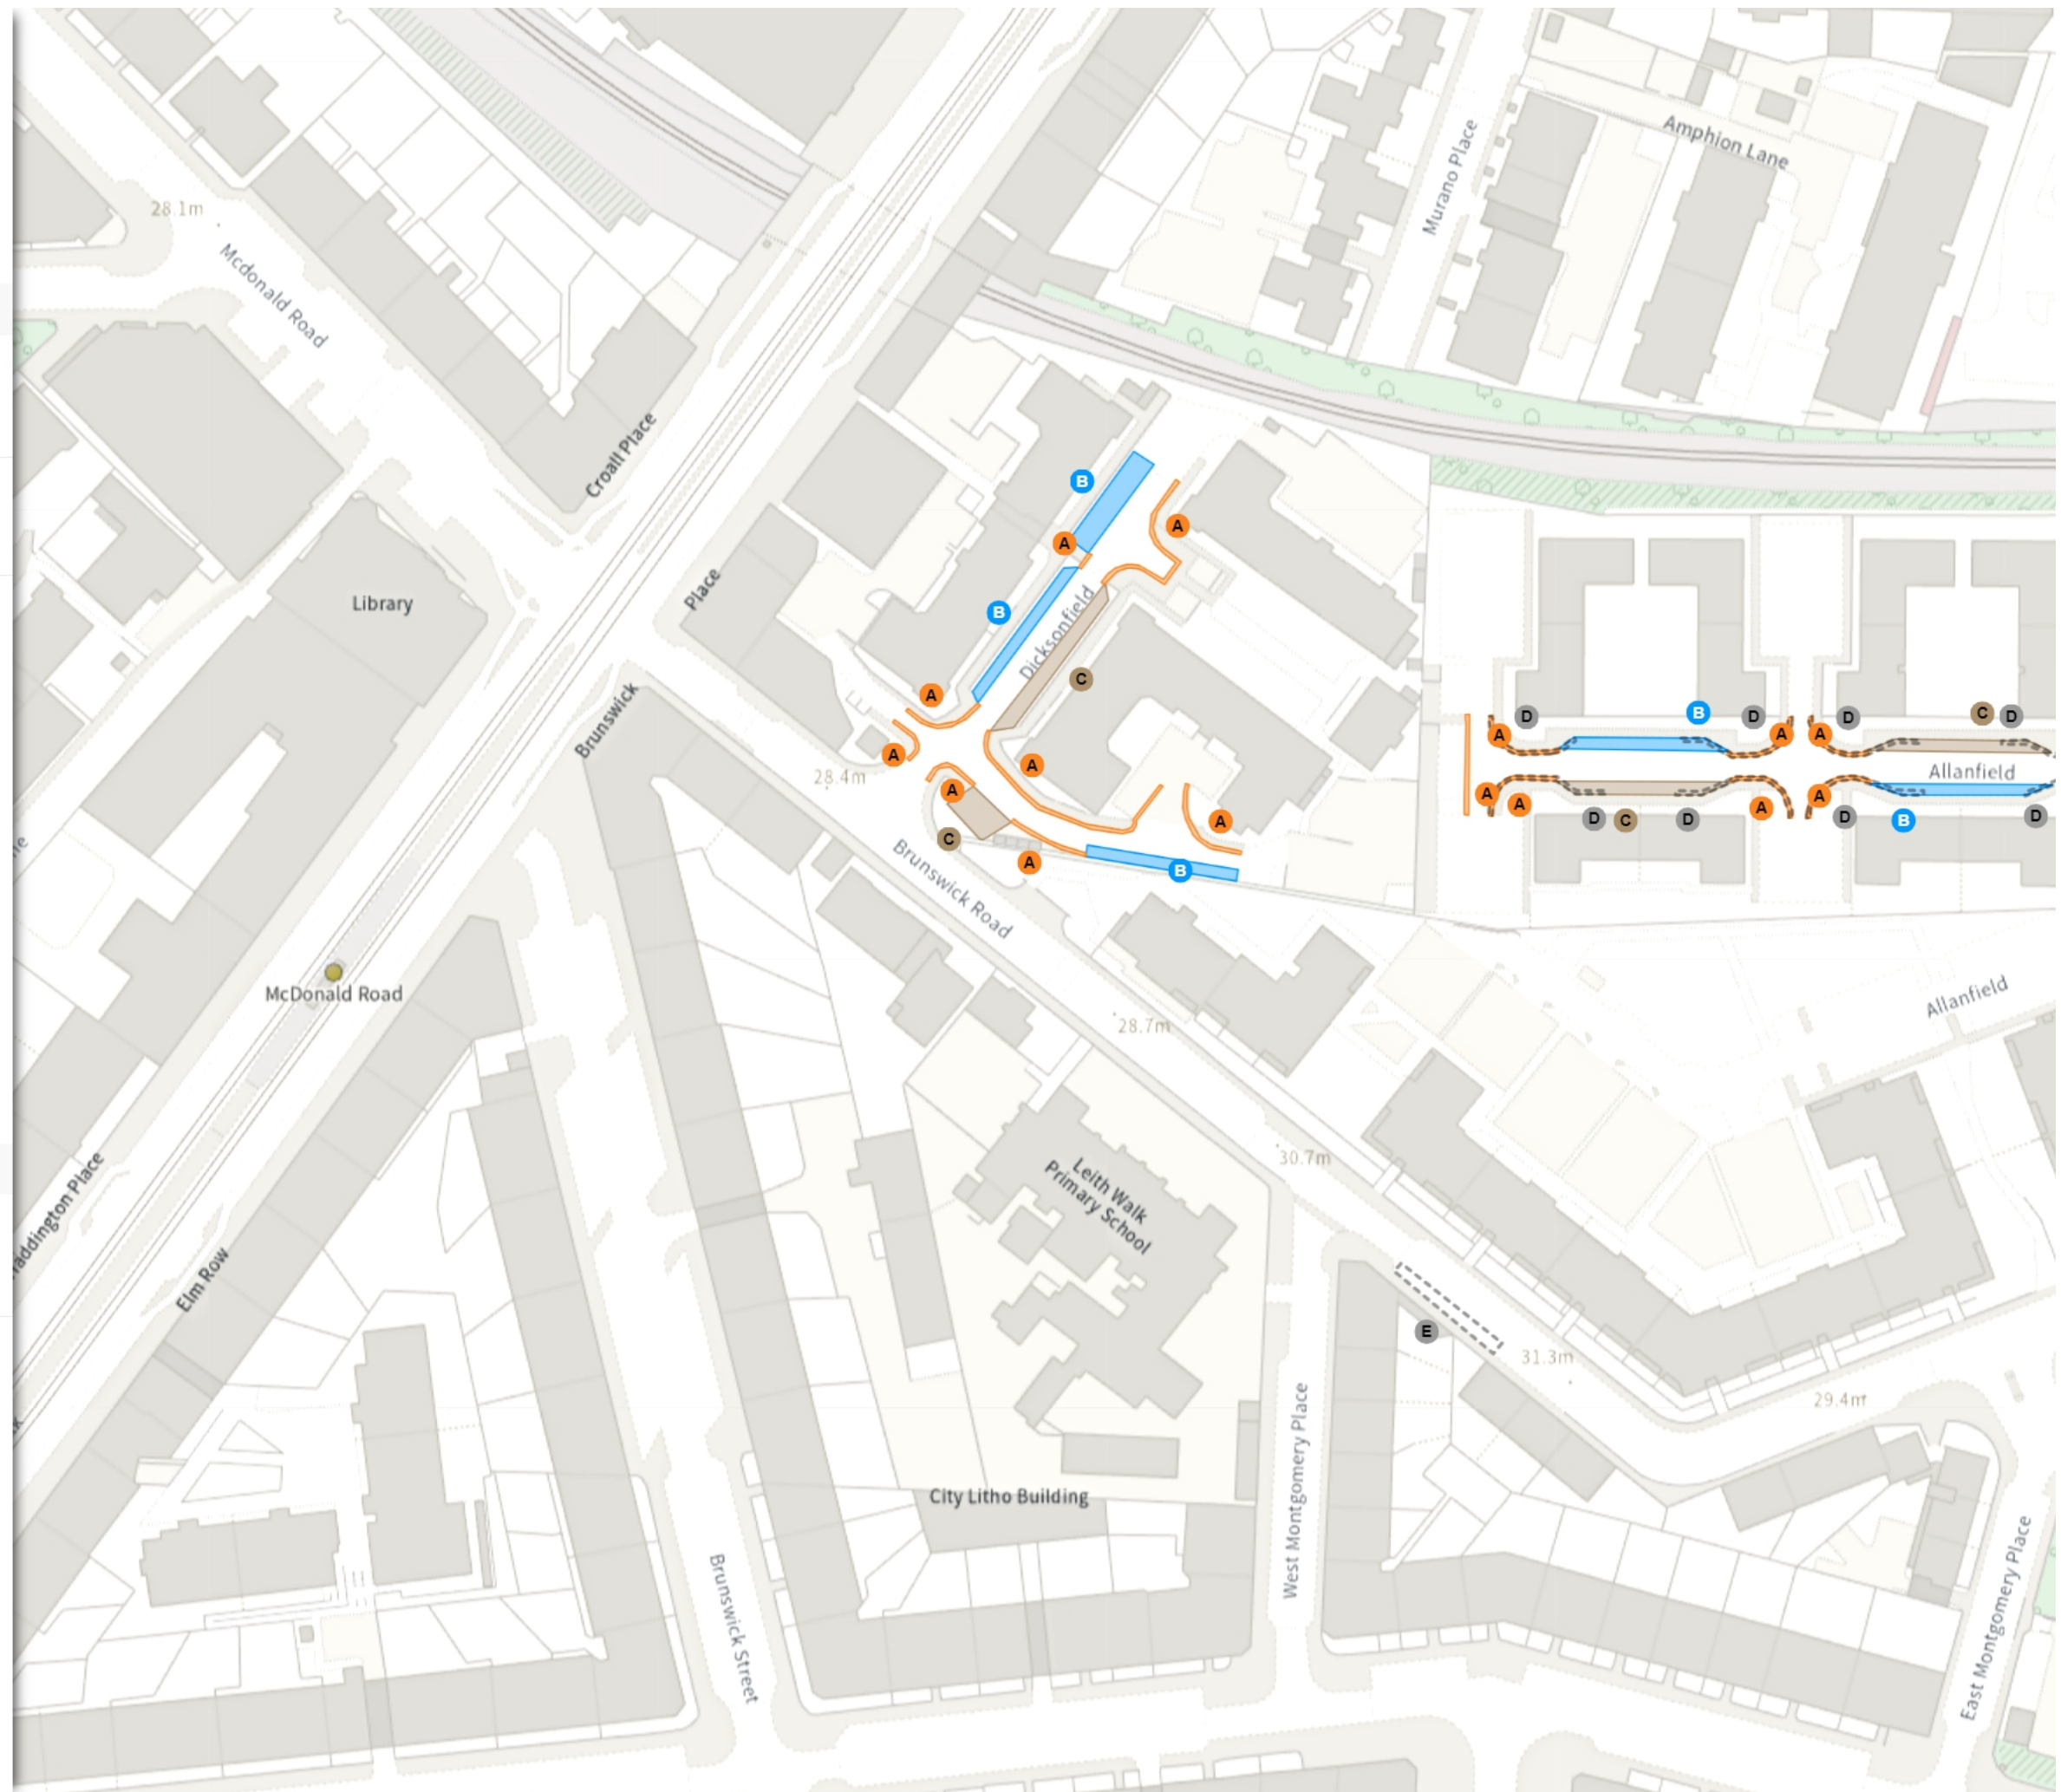 Amphion Lane
Murano Place
28.1m
Mcdonald Road
Croall Place
B
A
A
Place
Library
Dicksonfield
B
C
A
Brunswick
A
A
28.4m
A
C
A
A
B
Brunswick Road
D
B
D
A
A
A
D
C
D
Allanfield
A
A
D
C
D
A
A
D
B
D
McDonald Road
Allanfield
28.7m
30.7m
Leith Walk
Primary School
addington Place
Elm Row
E
31.3m
29.4m
City Litho Building
West Montgomery Place
Brunswick Street
East Montgomery Place